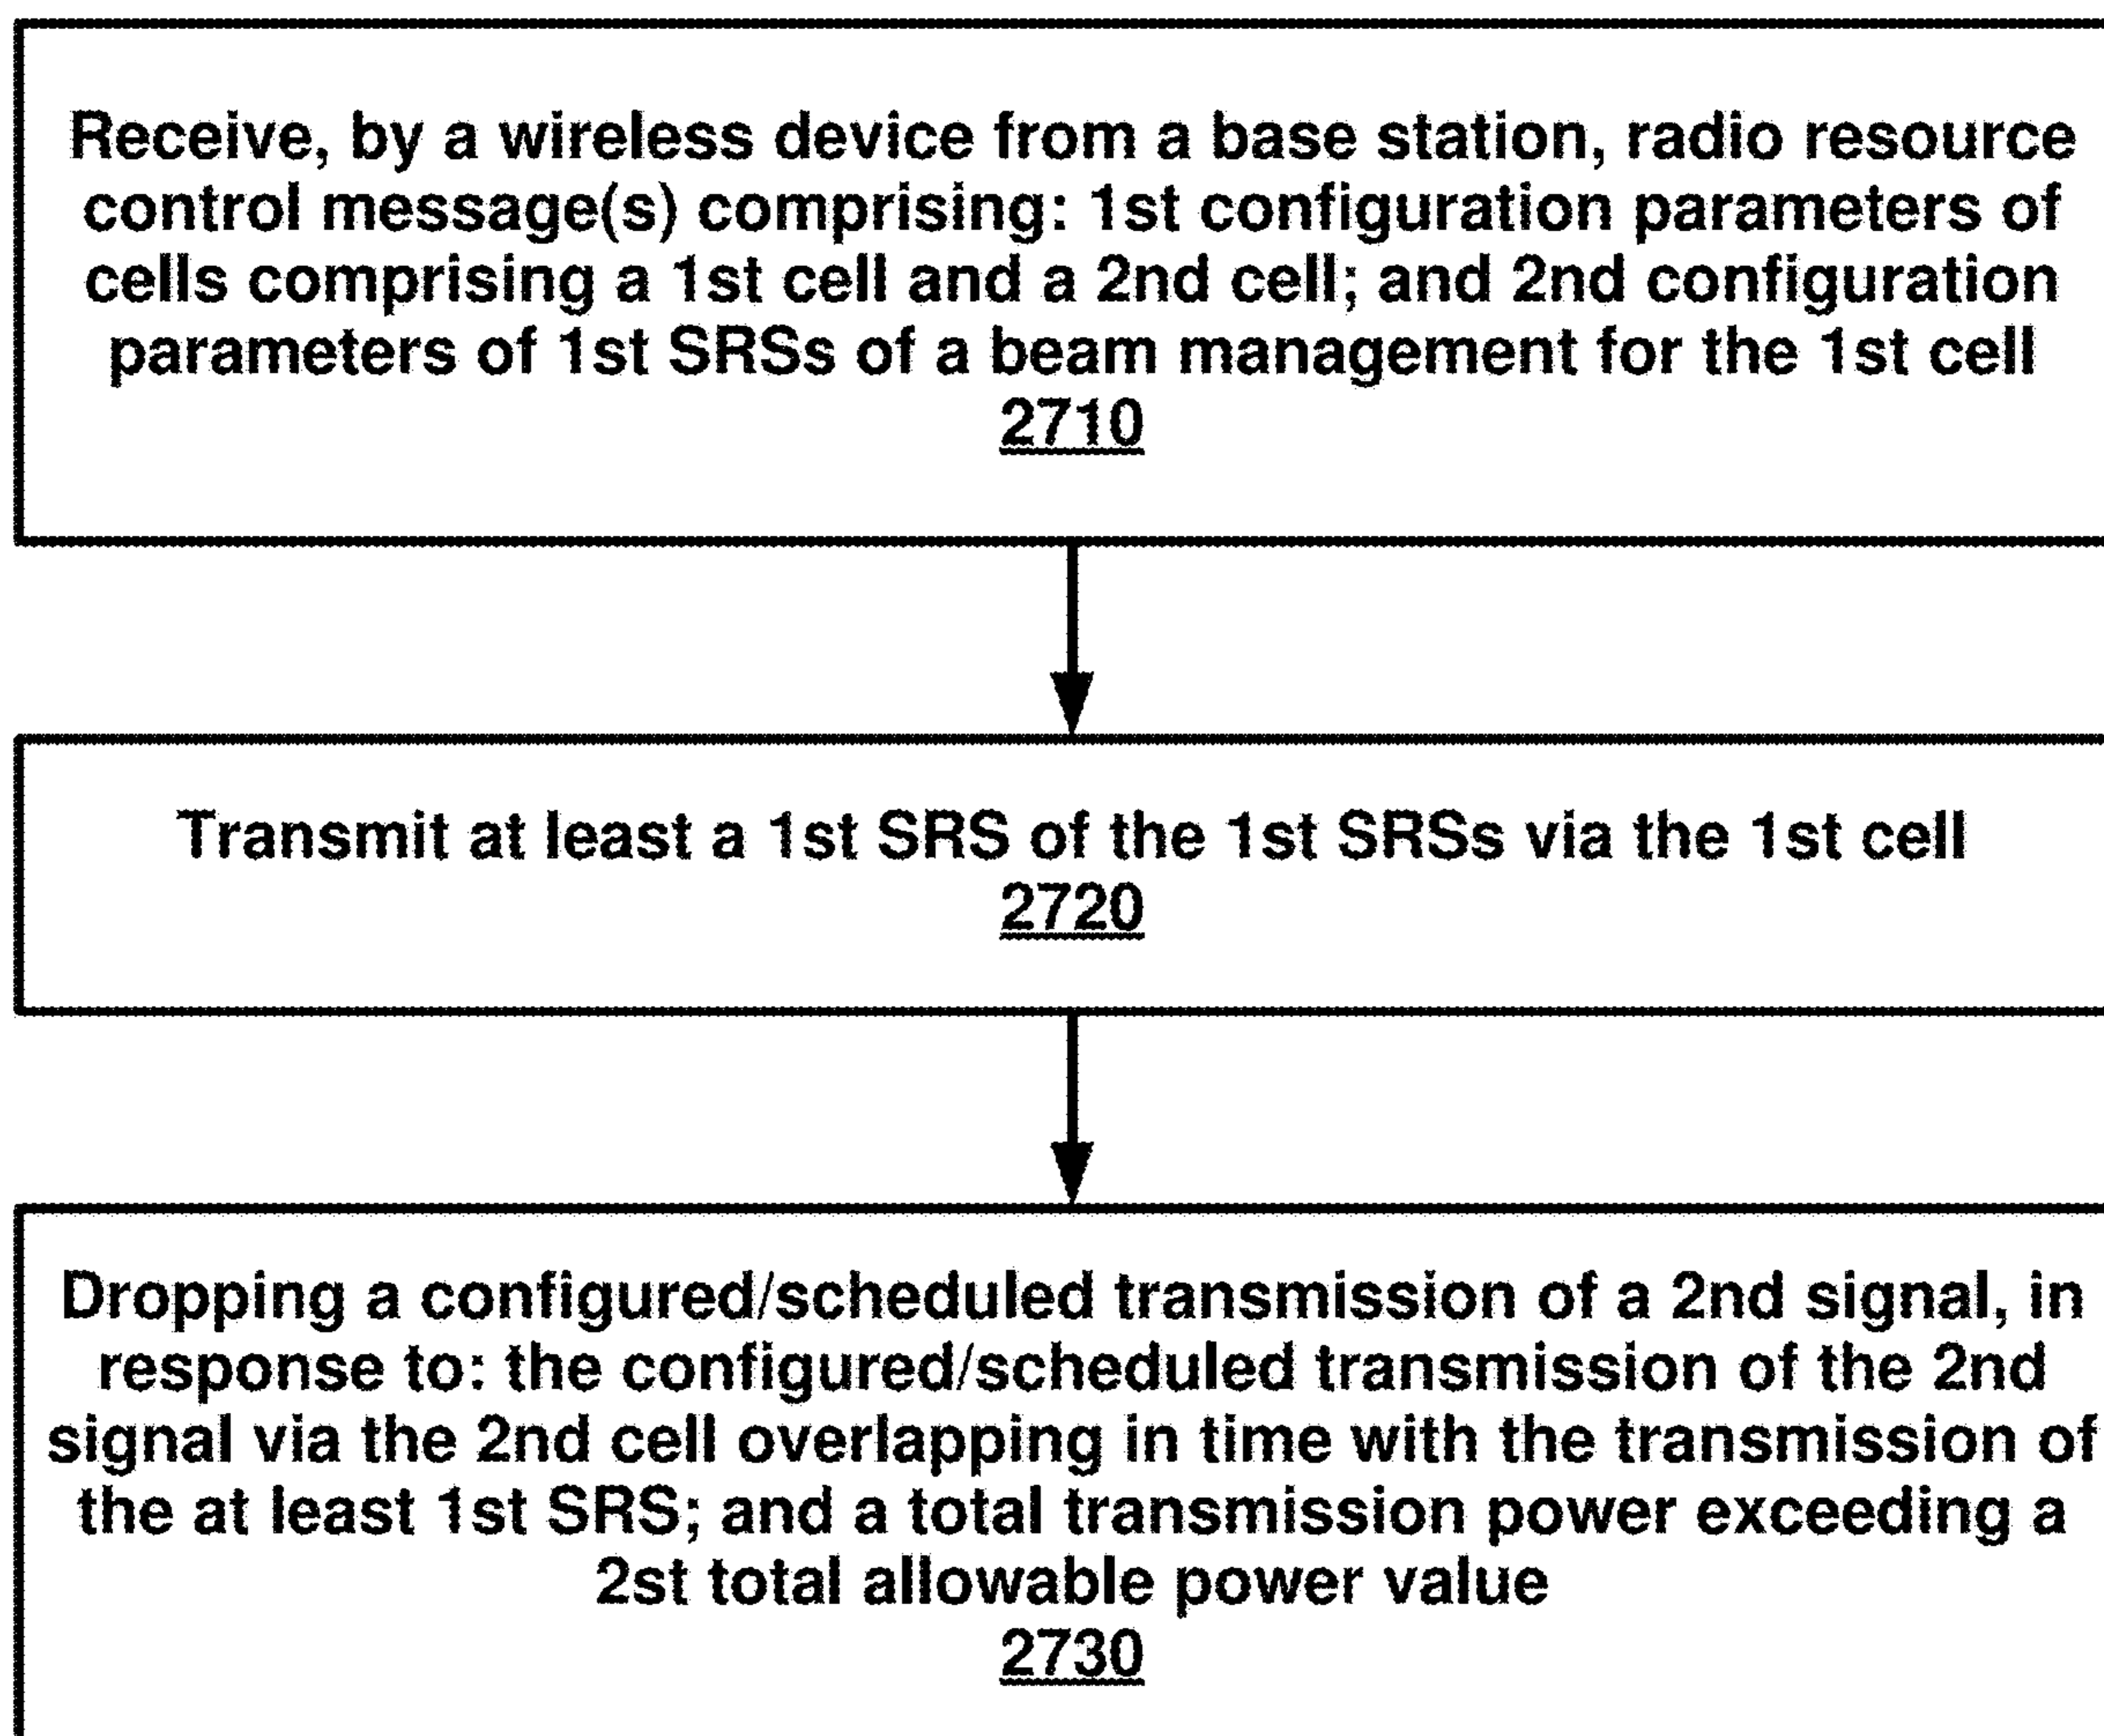 Receive, by a wireless device from a base station, radio resource
control message(s) comprising: 1st configuration parameters of
cells comprising a 1st cell and a 2nd cell; and 2nd configuration
parameters of 1st SRSs of a beam management for the 1st cell
2710
Transmit at least a 1st SRS of the 1st SRSs via the 1st cell
2720
Dropping a configured/scheduled transmission of a 2nd signal, in
response to: the configured/scheduled transmission of the 2nd
signal via the 2nd cell overlapping in time with the transmission of
the at least 1st SRS; and a total transmission power exceeding a
2st total allowable power value
2730